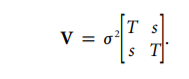 V = σ² [T s
s T].